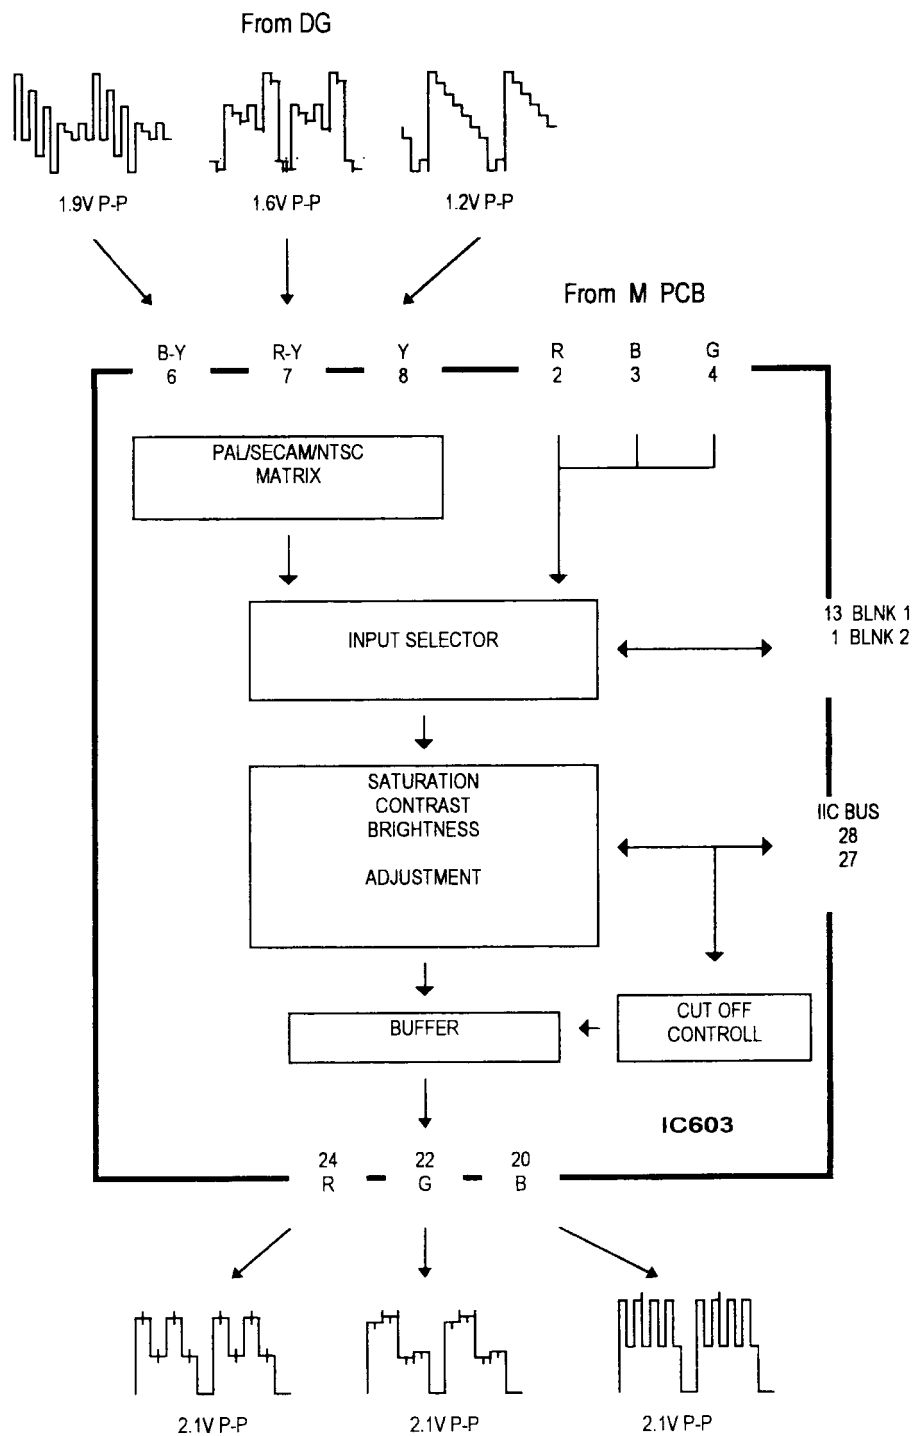 From DG
1.9V P-P
1.6V P-P
1.2V P-P
From M PCB
B-Y
6
R-Y
7
Y
8
R
2
B
3
G
4
PAL/SECAM/NTSC
MATRIX
INPUT SELECTOR
13 BLNK 1
1 BLNK 2
SATURATION
CONTRAST
BRIGHTNESS
ADJUSTMENT
IIC BUS
28
27
BUFFER
CUT OFF
CONTROLL
IC603
24
R
22
G
20
B
2.1V P-P
2.1V P-P
2.1V P-P